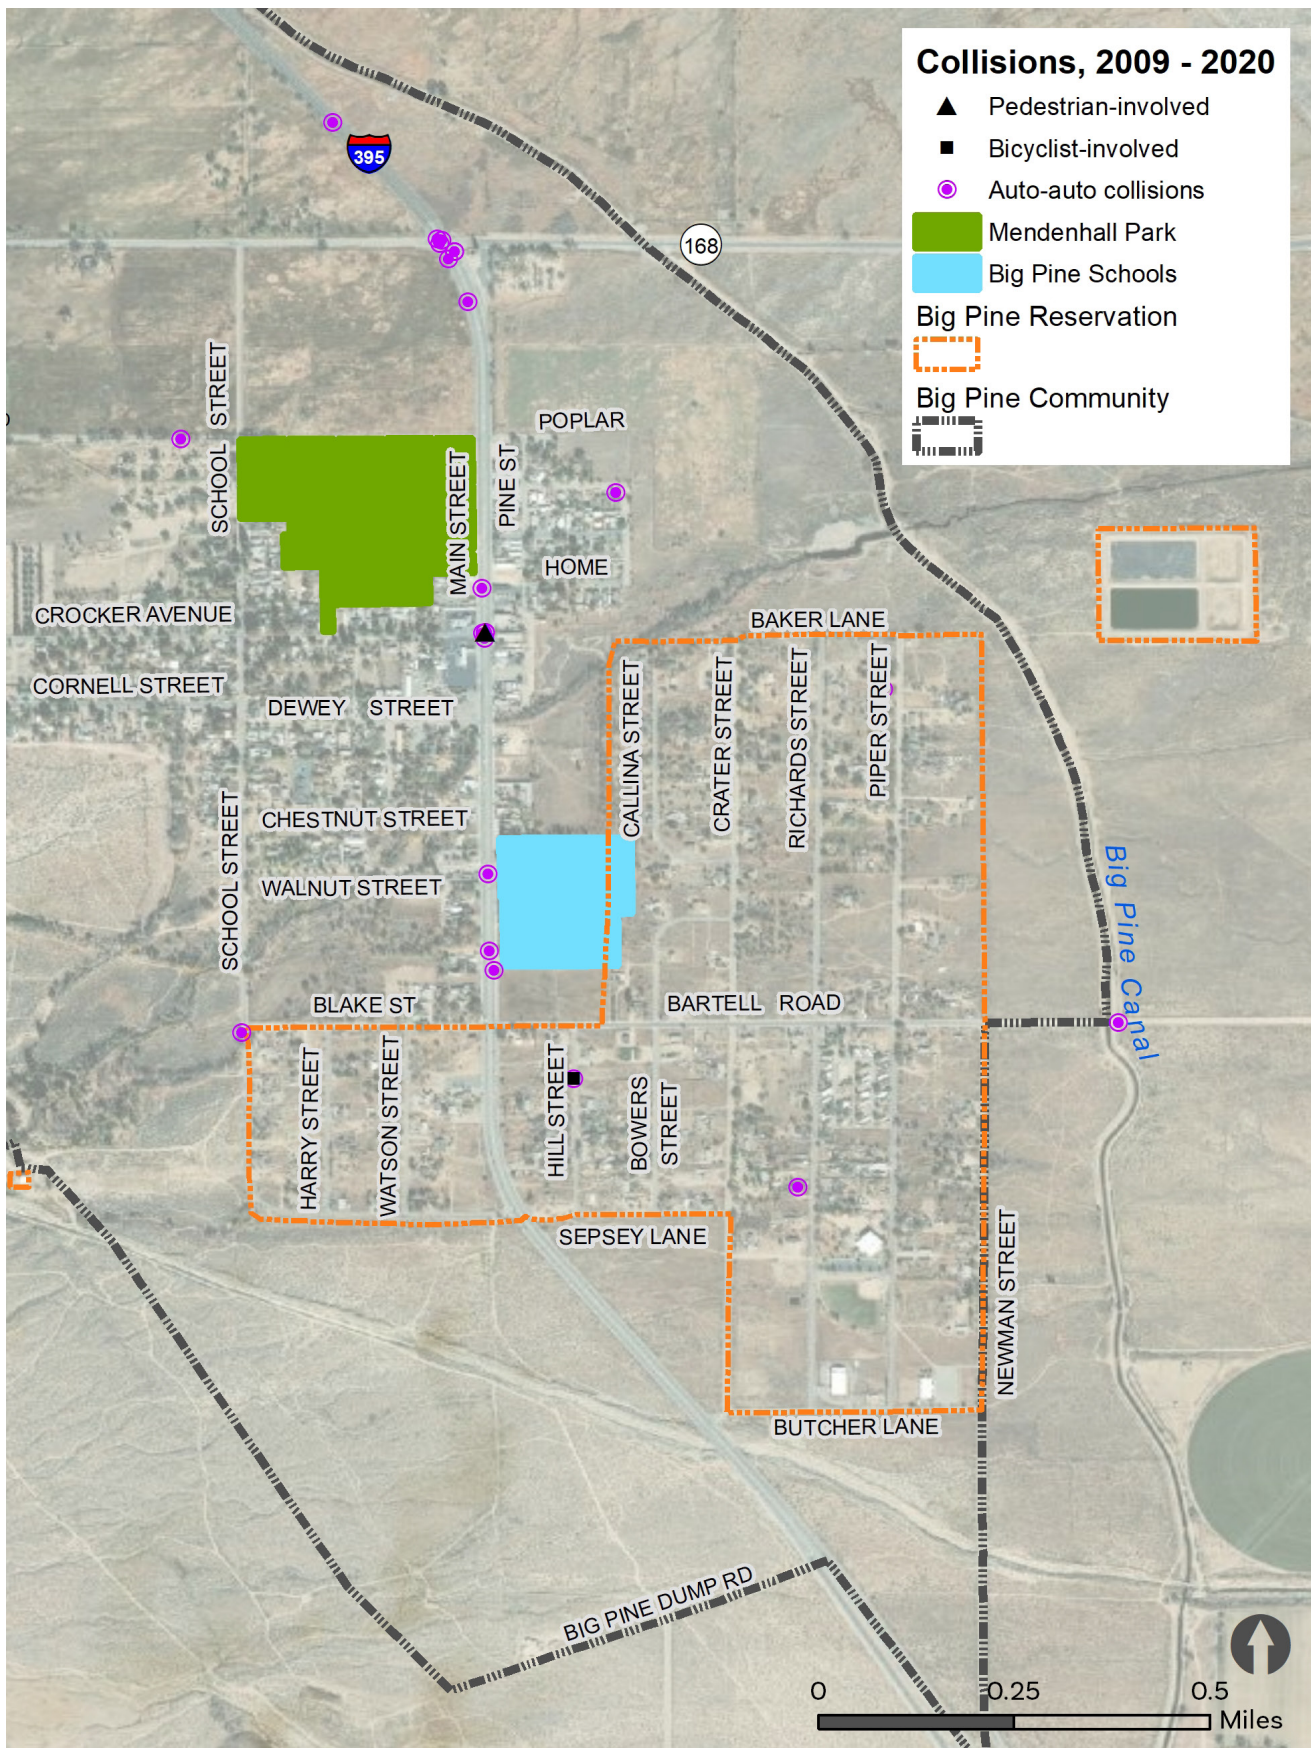 Collisions, 2009 - 2020
Pedestrian-involved
Bicyclist-involved
Auto-auto collisions
Mendenhall Park
Big Pine Schools
Big Pine Reservation
Big Pine Community
395
168
SCHOOL STREET
POPLAR
MAIN STREET
PINE ST
HOME
CROCKER AVENUE
BAKER LANE
CORNELL STREET
DEWEY STREET
CALLINA STREET
CRATER STREET
RICHARDS STREET
PIPER STREET
CHESTNUT STREET
SCHOOL STREET
WALNUT STREET
Big Pine Canal
BLAKE ST
BARTELL ROAD
HARRY STREET
WATSON STREET
HILL STREET
BOWERS
STREET
SEPSEY LANE
NEWMAN STREET
BUTCHER LANE
BIG PINE DUMP RD
0 0.25 0.5
Miles